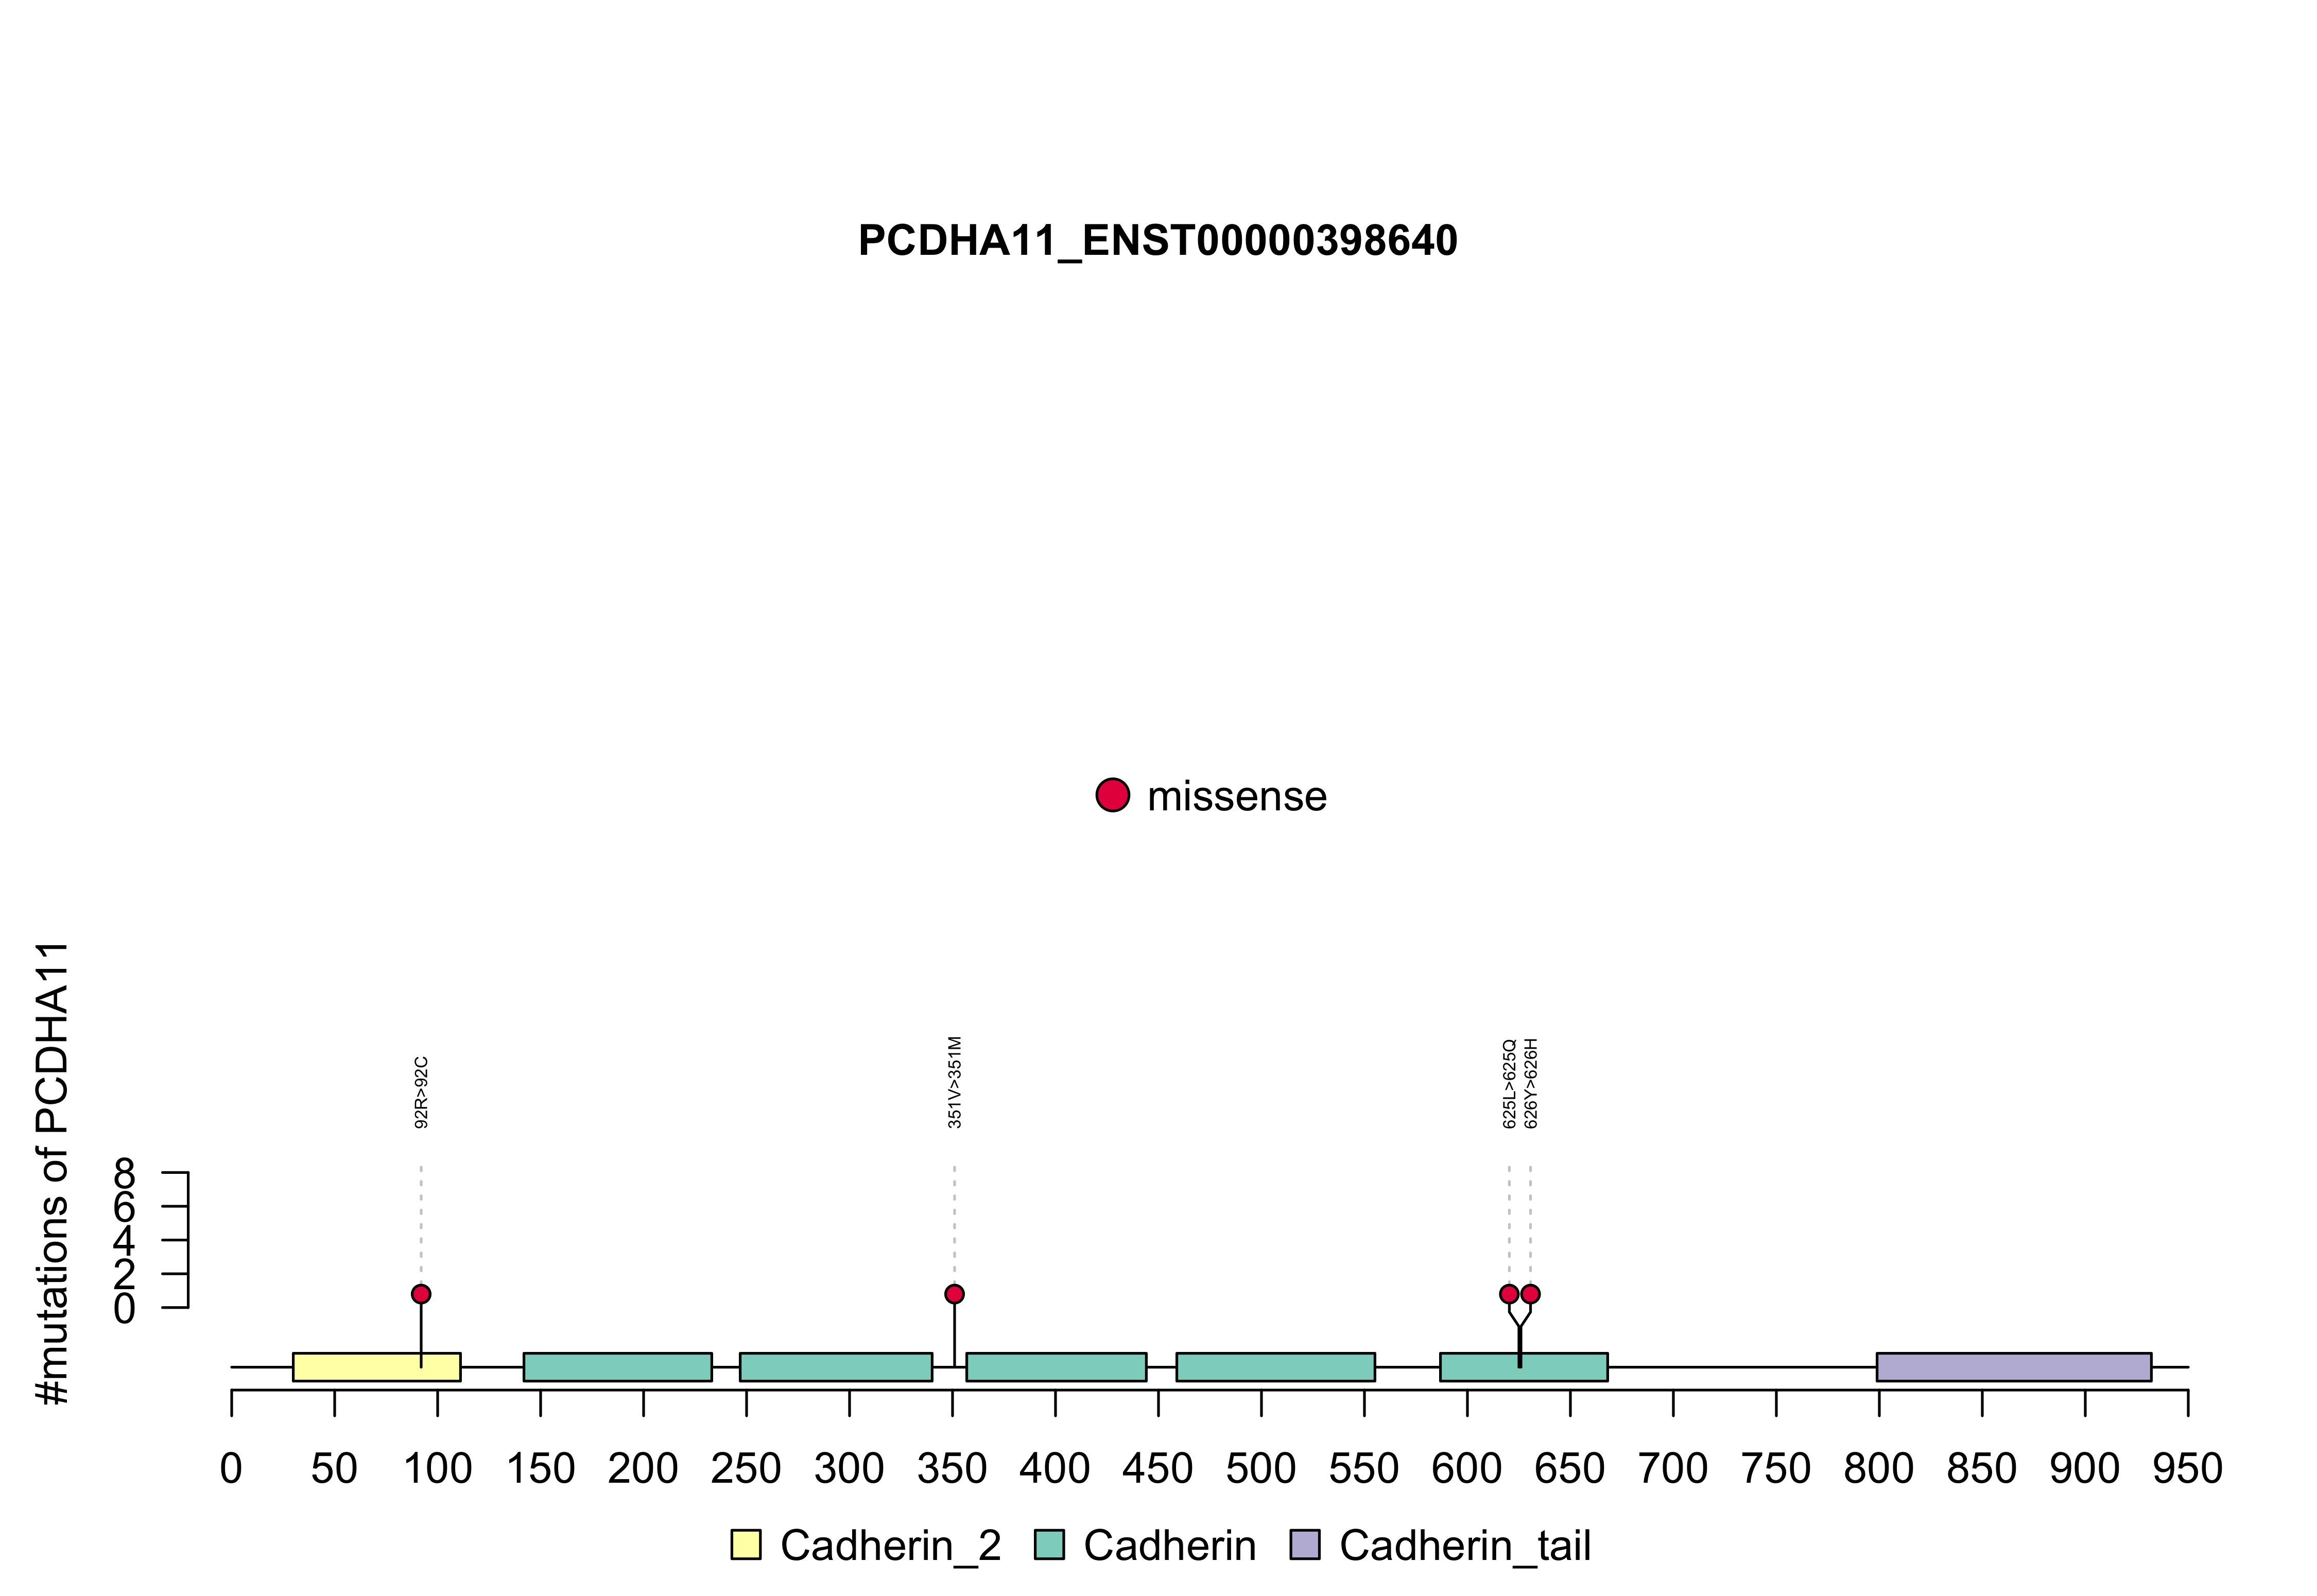 PCDHA11_ENST00000398640
missense
#mutations of PCDHA11
92R>92C
351V>351M
625L>625Q
626Y>626H
8
6
4
2
0
0 50 100 150 200 250 300 350 400 450 500 550 600 650 700 750 800 850 900 950
Cadherin_2 Cadherin Cadherin_tail